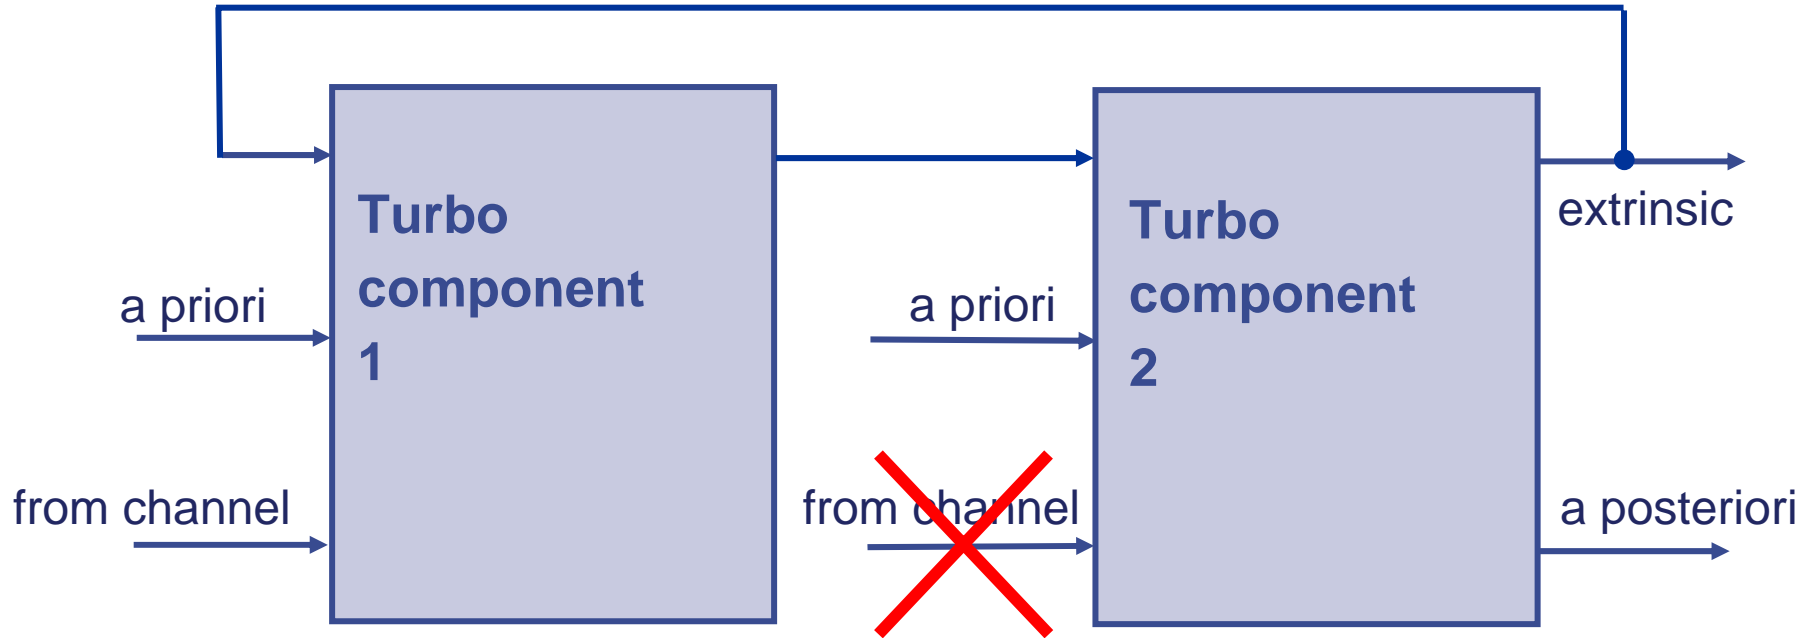 Turbo
component
1
a priori
from channel
Turbo
component
2
a priori
from channel
extrinsic
a posteriori